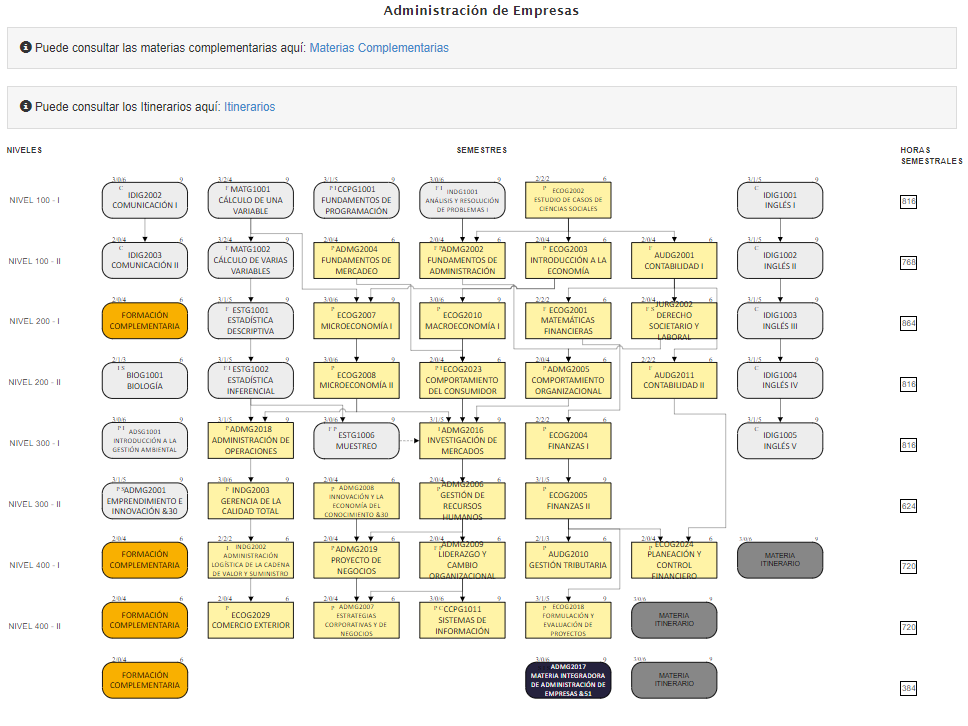 Administración de Empresas
Puede consultar las materias complementarias aquí: Materias Complementarias
Puede consultar los Itinerarios aquí: Itinerarios
NIVELES
SEMESTRES
HORAS
SEMESTRALES
NIVEL 100 - I
3/0/6 9
C
IDIG2002
COMUNICACIÓN I
3/2/4 9
F
MATG1001
CÁLCULO DE UNA
VARIABLE
3/1/5 9
P I
CCPG1001
FUNDAMENTOS DE
PROGRAMACIÓN
3/0/6 9
F I
INDG1001
ANÁLISIS Y RESOLUCIÓN
DE PROBLEMAS I
2/2/2 6
P
ECOG2002
ESTUDIO DE CASOS DE
CIENCIAS SOCIALES
3/1/5 9
C
IDIG1001
INGLÉS I
816
NIVEL 100 - II
2/0/4 6
C
IDIG2003
COMUNICACIÓN II
3/2/4 9
F
MATG1002
CÁLCULO DE VARIAS
VARIABLES
2/0/4 6
P
ADMG2004
FUNDAMENTOS DE
MERCADEO
2/0/4 6
F P
ADMG2002
FUNDAMENTOS DE
ADMINISTRACIÓN
2/0/4 6
P
ECOG2003
INTRODUCCIÓN A LA
ECONOMÍA
2/0/4 6
F
AUDG2001
CONTABILIDAD I
3/1/5 9
C
IDIG1002
INGLÉS II
768
NIVEL 200 - I
2/0/4 6
FORMACIÓN
COMPLEMENTARIA
3/1/5 9
F
ESTG1001
ESTADÍSTICA
DESCRIPTIVA
3/0/6 9
P
ECOG2007
MICROECONOMÍA I
3/0/6 9
P
ECOG2010
MACROECONOMÍA I
2/2/2 6
P
ECOG2001
MATEMÁTICAS
FINANCIERAS
2/0/4 6
F S
JURG2002
DERECHO
SOCIETARIO Y
LABORAL
3/1/5 9
C
IDIG1003
INGLÉS III
864
NIVEL 200 - II
2/1/3 6
I S
BIOG1001
BIOLOGÍA
3/1/5 9
F I
ESTG1002
ESTADÍSTICA
INFERENCIAL
3/0/6 9
P
ECOG2008
MICROECONOMÍA II
2/0/4 6
P I
ECOG2023
COMPORTAMIENTO
DEL CONSUMIDOR
2/0/4 6
P
ADMG2005
COMPORTAMIENTO
ORGANIZACIONAL
2/2/2 6
F
AUDG2011
CONTABILIDAD II
3/1/5 9
C
IDIG1004
INGLÉS IV
816
NIVEL 300 - I
3/0/6 9
P I
ADSG1001
INTRODUCCIÓN A LA
GESTIÓN AMBIENTAL
3/1/5 9
P
ADMG2018
ADMINISTRACIÓN DE
OPERACIONES
3/0/6 9
F P
ESTG1006
MUESTREO
3/1/5 9
I
ADMG2016
INVESTIGACIÓN DE
MERCADOS
3/2/4 9
P
ECOG2004
FINANZAS I
3/1/5 9
C
IDIG1005
INGLÉS V
816
NIVEL 300 - II
3/1/5 9
P S
ADMG2001
EMPRENDIMIENTO E
INNOVACIÓN &30
3/0/6 9
P
INDG2003
GERENCIA DE LA
CALIDAD TOTAL
2/0/4 6
P
ADMG2008
INNOVACIÓN Y LA
ECONOMÍA DEL
CONOCIMIENTO &30
2/0/4 6
P
ADMG2006
GESTIÓN DE
RECURSOS
HUMANOS
3/1/5 9
P
ECOG2005
FINANZAS II
624
NIVEL 400 - I
2/0/4 6
FORMACIÓN
COMPLEMENTARIA
2/2/2 6
I
INDG2002
ADMINISTRACIÓN
LOGÍSTICA DE LA CADENA
DE VALOR Y SUMINISTRO
2/0/4 6
P
ADMG2019
PROYECTO DE
NEGOCIOS
2/0/4 6
F P
ADMG2009
LIDERAZGO Y
CAMBIO
ORGANIZACIONAL
2/1/3 6
P
AUDG2010
GESTIÓN TRIBUTARIA
2/0/4 6
P
ECOG2024
PLANEACIÓN Y
CONTROL
FINANCIERO
3/0/6 9
MATERIA
ITINERARIO
720
NIVEL 400 - II
2/0/4 6
FORMACIÓN
COMPLEMENTARIA
2/0/4 6
P
ECOG2029
COMERCIO EXTERIOR
2/0/4 6
P
ADMG2007
ESTRATEGIAS
CORPORATIVAS Y DE
NEGOCIOS
3/0/6 9
P C
CCPG1011
SISTEMAS DE
INFORMACIÓN
3/1/5 9
P
ECOG2018
FORMULACIÓN Y
EVALUACIÓN DE
PROYECTOS
3/0/6 9
MATERIA
ITINERARIO
720
2/0/4 6
FORMACIÓN
COMPLEMENTARIA
3/0/6 9
ADMG2017
MATERIA INTEGRADORA
DE ADMINISTRACIÓN DE
EMPRESAS &51
3/0/6 9
MATERIA
ITINERARIO
384